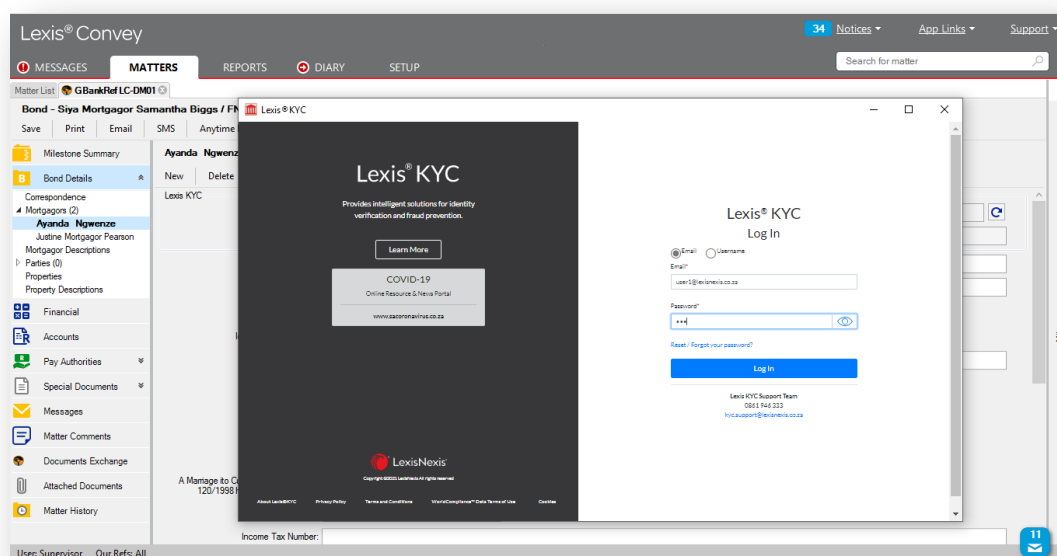 Lexis® Convey
34 Notices App Links Support
MESSAGES MATTERS REPORTS DIARY SETUP
Search for matter
Matter List GBankRef LC-DM01
Bond - Siya Mortgagor Samantha Biggs / FN
Save Print Email SMS Anytime
Milestone Summary
Bond Details
Correspondence
Mortgagors (2)
Ayanda Ngwenze
Justine Mortgagor Pearson
Mortgagor Descriptions
Parties (0)
Properties
Property Descriptions
Financial
Accounts
Pay Authorities
Special Documents
Messages
Matter Comments
Documents Exchange
Attached Documents
Matter History
Ayanda Ngwenz
New Delete
Lexis KYC
A Marriage ito
120/1998
Income Tax Number:
Lexis® KYC
Lexis® KYC
Provides intelligent solutions for identity
verification and fraud prevention.
Learn More
COVID-19
Online Resource & News Portal
www.sacoronavirus.co.za
LexisNexis
Copyright ©2021 LexisNexis All rights reserved
About Lexis®KYC Privacy Policy Terms and Conditions WorldCompliance™ Data Terms of Use Cookies
Lexis® KYC
Log In
Email Username
Email*
user1@lexisnexis.co.za
Password*
•••
Reset / Forgot your password?
Log In
Lexis KYC Support Team
0861 946 333
kyc.support@lexisnexis.co.za
11
User: Supervisor Our Refs: All